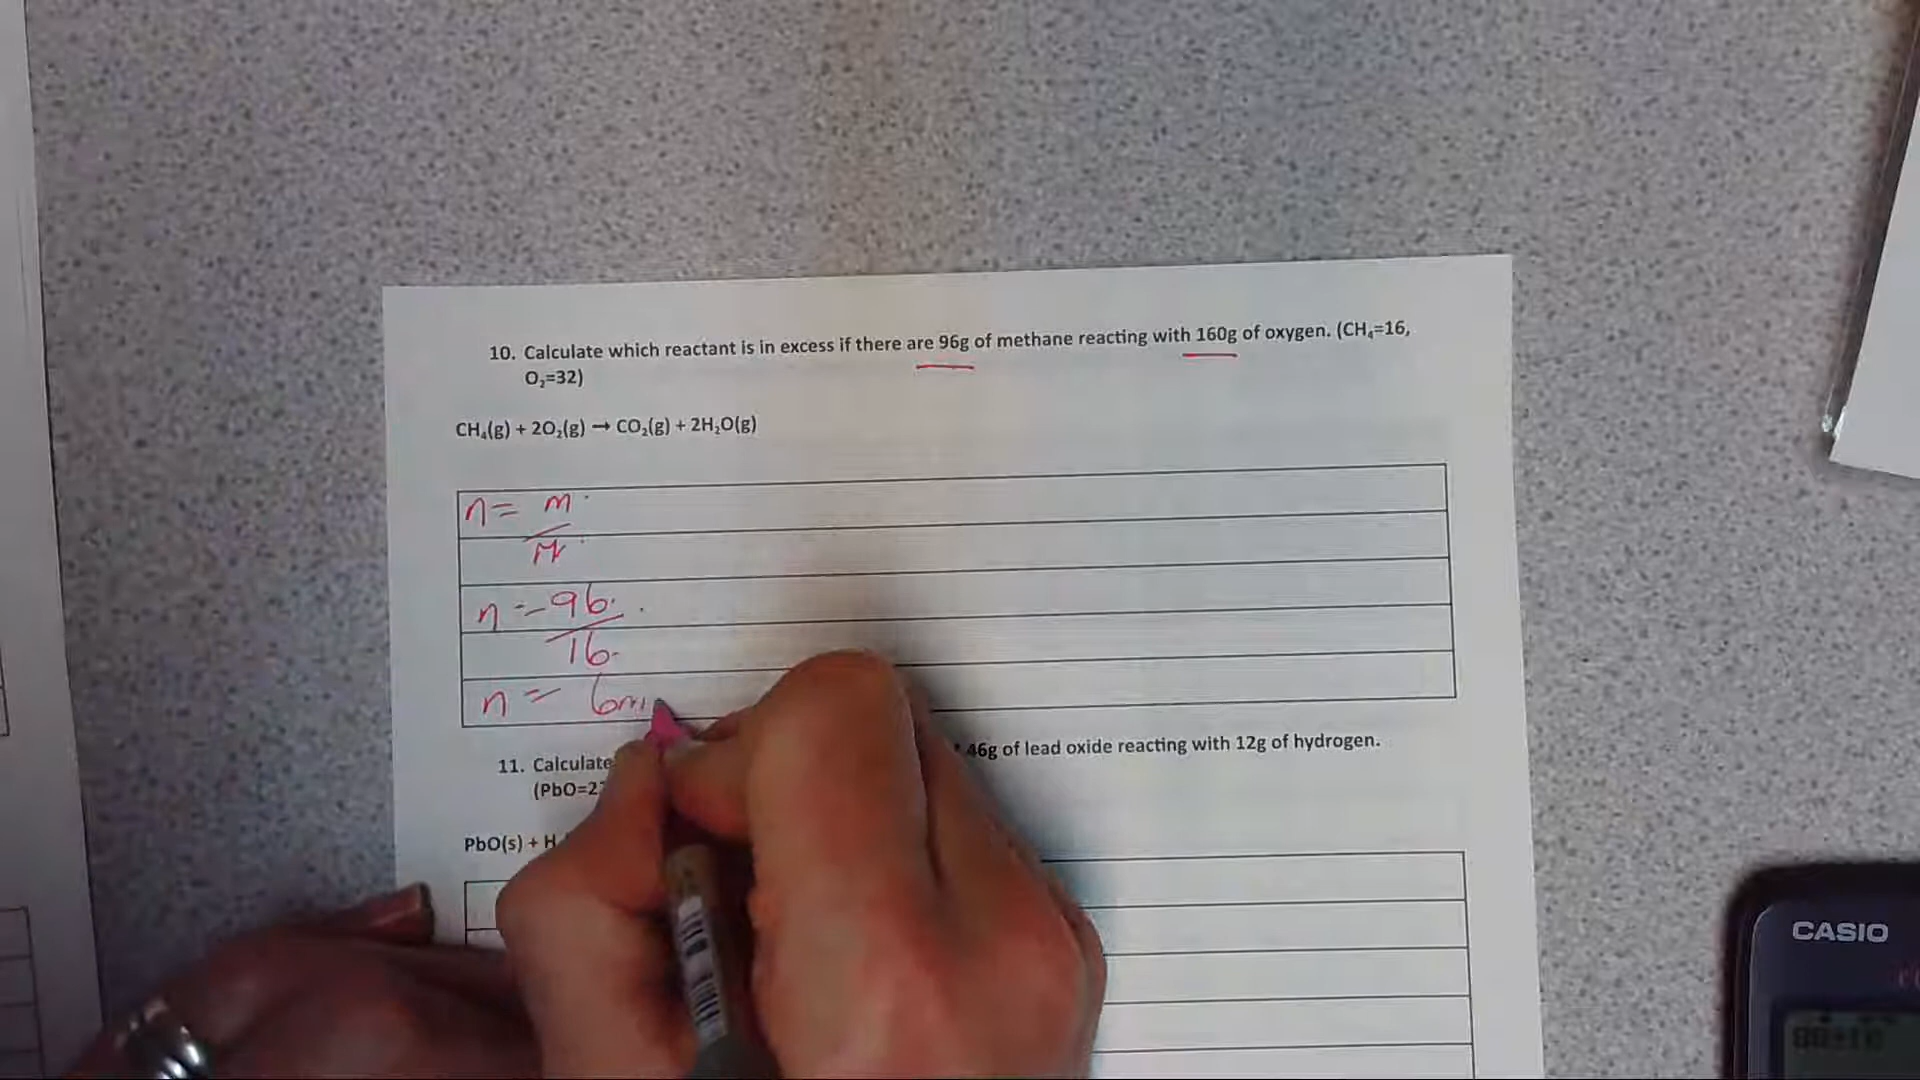 10. Calculate which reactant is in excess if there are 96g of methane reacting with 160g of oxygen. (CH₄=16,
O₂=32)
CH₄(g) + 2O₂(g) → CO₂(g) + 2H₂O(g)
n = m
M
n = 96
16
n = 6m
11. Calculate
46g of lead oxide reacting with 12g of hydrogen.
(PbO=2
PbO(s) + H
CASIO